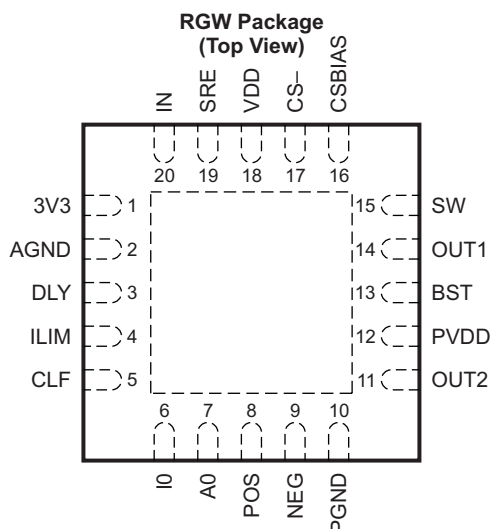 RGW Package
(Top View)
IN
SRE
VDD
CS–
CSBIAS
20
19
18
17
16
3V3 1
AGND 2
DLY 3
ILIM 4
CLF 5
15 SW
14 OUT1
13 BST
12 PVDD
11 OUT2
6
7
8
9
10
I0
A0
POS
NEG
PGND